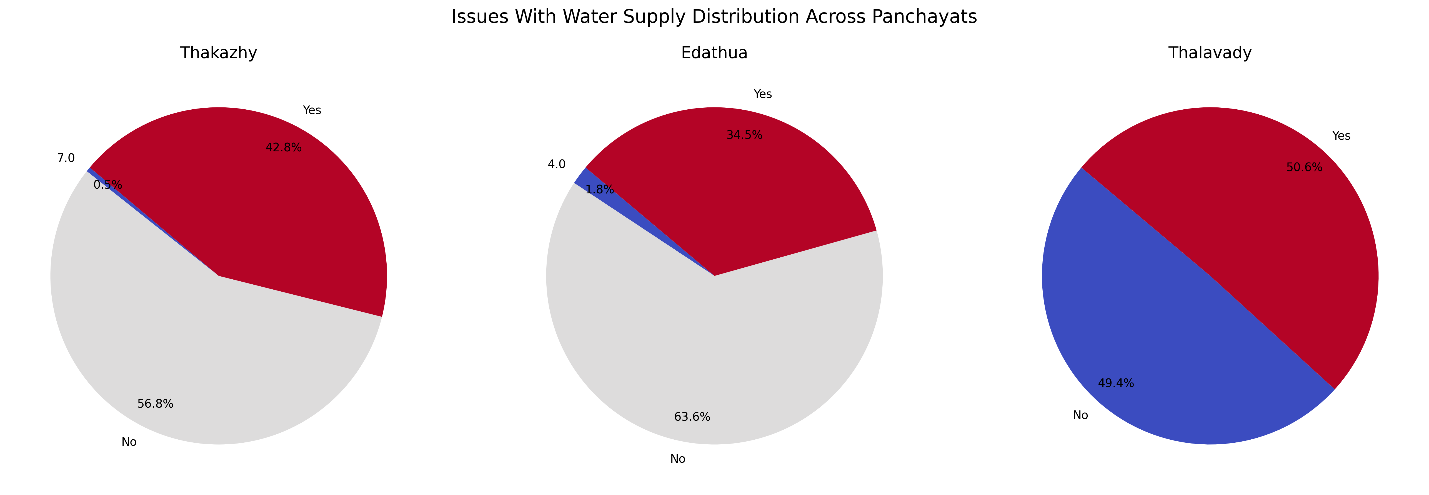 Issues With Water Supply Distribution Across Panchayats
Thakazhy
Yes
42.8%
7.0
0.5%
56.8%
No
Edathua
Yes
34.5%
4.0
1.8%
63.6%
No
Thalavady
Yes
50.6%
49.4%
No